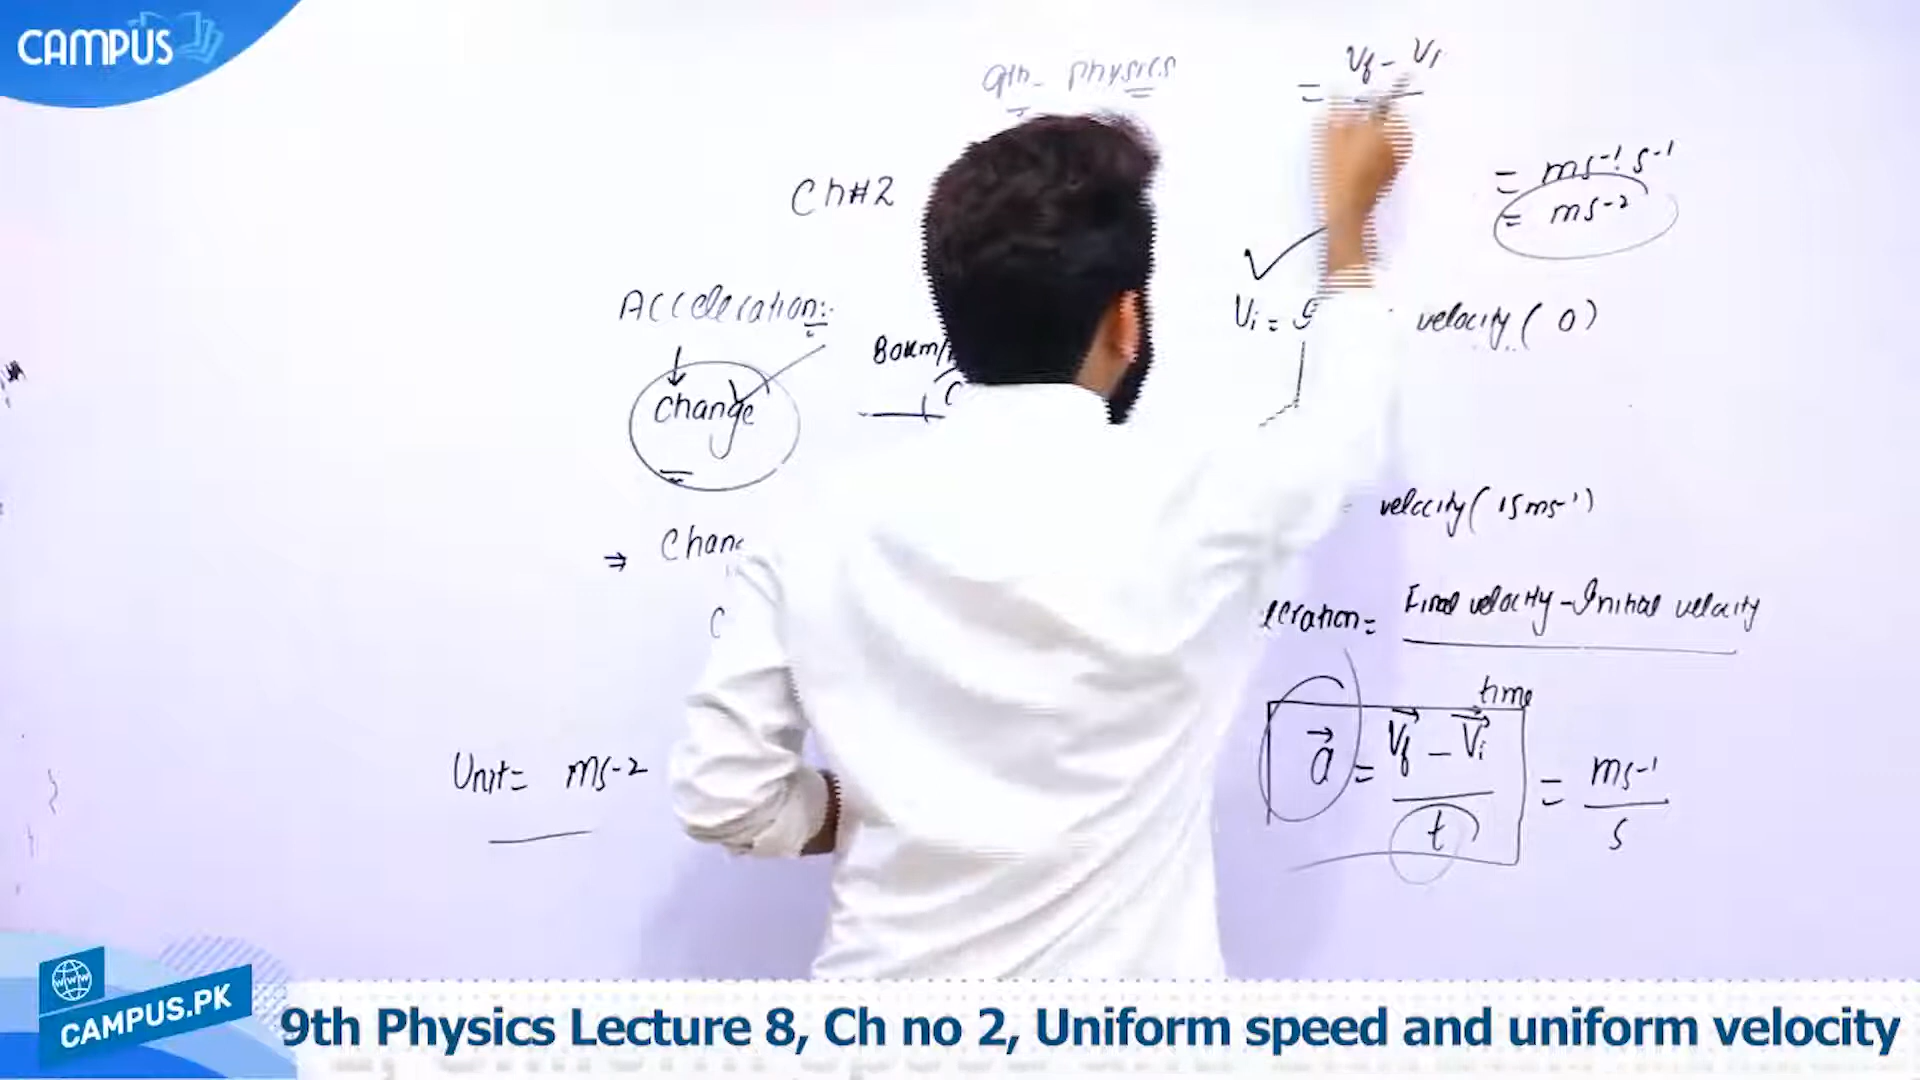 CAMPUS
9th- Physics
= Vf - Vi
Ch#2
= ms-1. s-1
= ms-2
Acceleration:-
Vi =
velocity ( 0 )
80km/
change
velocity ( 15ms-1 )
⇒
= Final velocity - Initial velocity
time
a = Vf - Vi = ms-1
t s
Unit = ms-2
WWW
CAMPUS.PK
9th Physics Lecture 8, Ch no 2, Uniform speed and uniform velocity